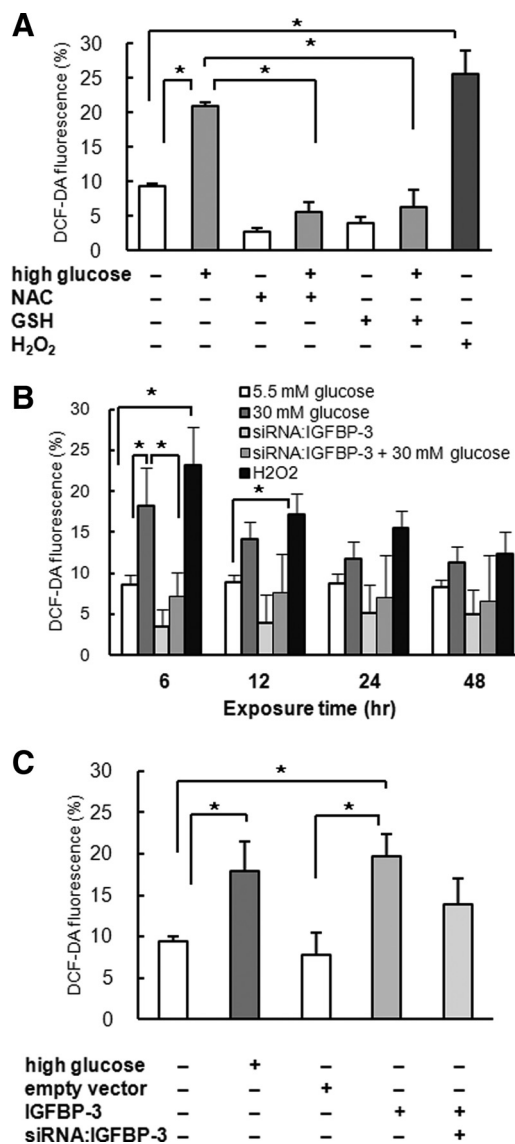 A
DCF-DA fluorescence (%)
30
25
20
15
10
5
0
*
*
*
*
high glucose – + – + – + –
NAC – – + + – – –
GSH – – – – + + –
H₂O₂ – – – – – – +
B
DCF-DA fluorescence (%)
30
25
20
15
10
5
0
5.5 mM glucose
30 mM glucose
siRNA:IGFBP-3
siRNA:IGFBP-3 + 30 mM glucose
H2O2
*
* *
*
6 12 24 48
Exposure time (hr)
C
DCF-DA fluorescence (%)
30
25
20
15
10
5
0
*
*
*
high glucose – + – – –
empty vector – – + – –
IGFBP-3 – – – + +
siRNA:IGFBP-3 – – – – +